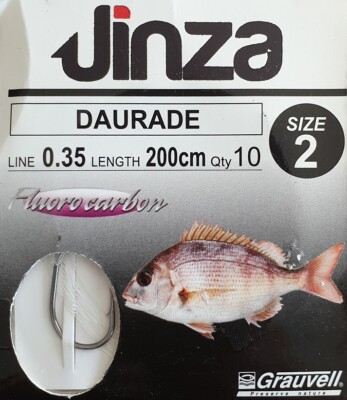 Jinza
DAURADE
LINE 0.35 LENGTH 200cm Qty 10
SIZE
2
Fluorocarbon
Grauvell®
Preserve nature